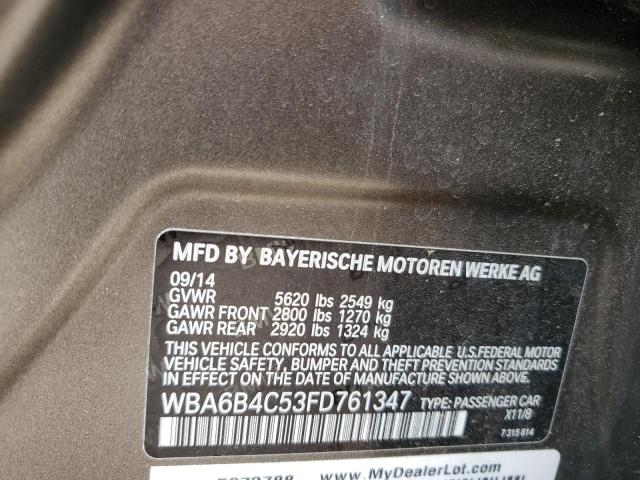 MFD BY BAYERISCHE MOTOREN WERKE AG
09/14
GVWR 5620 lbs 2549 kg
GAWR FRONT 2800 lbs 1270 kg
GAWR REAR 2920 lbs 1324 kg
THIS VEHICLE CONFORMS TO ALL APPLICABLE U.S.FEDERAL MOTOR
VEHICLE SAFETY, BUMPER AND THEFT PREVENTION STANDARDS
IN EFFECT ON THE DATE OF MANUFACTURE SHOWN ABOVE.
WBA6B4C53FD761347 TYPE: PASSENGER CAR
X11/8
7 315 814
www.MyDealerLot.com